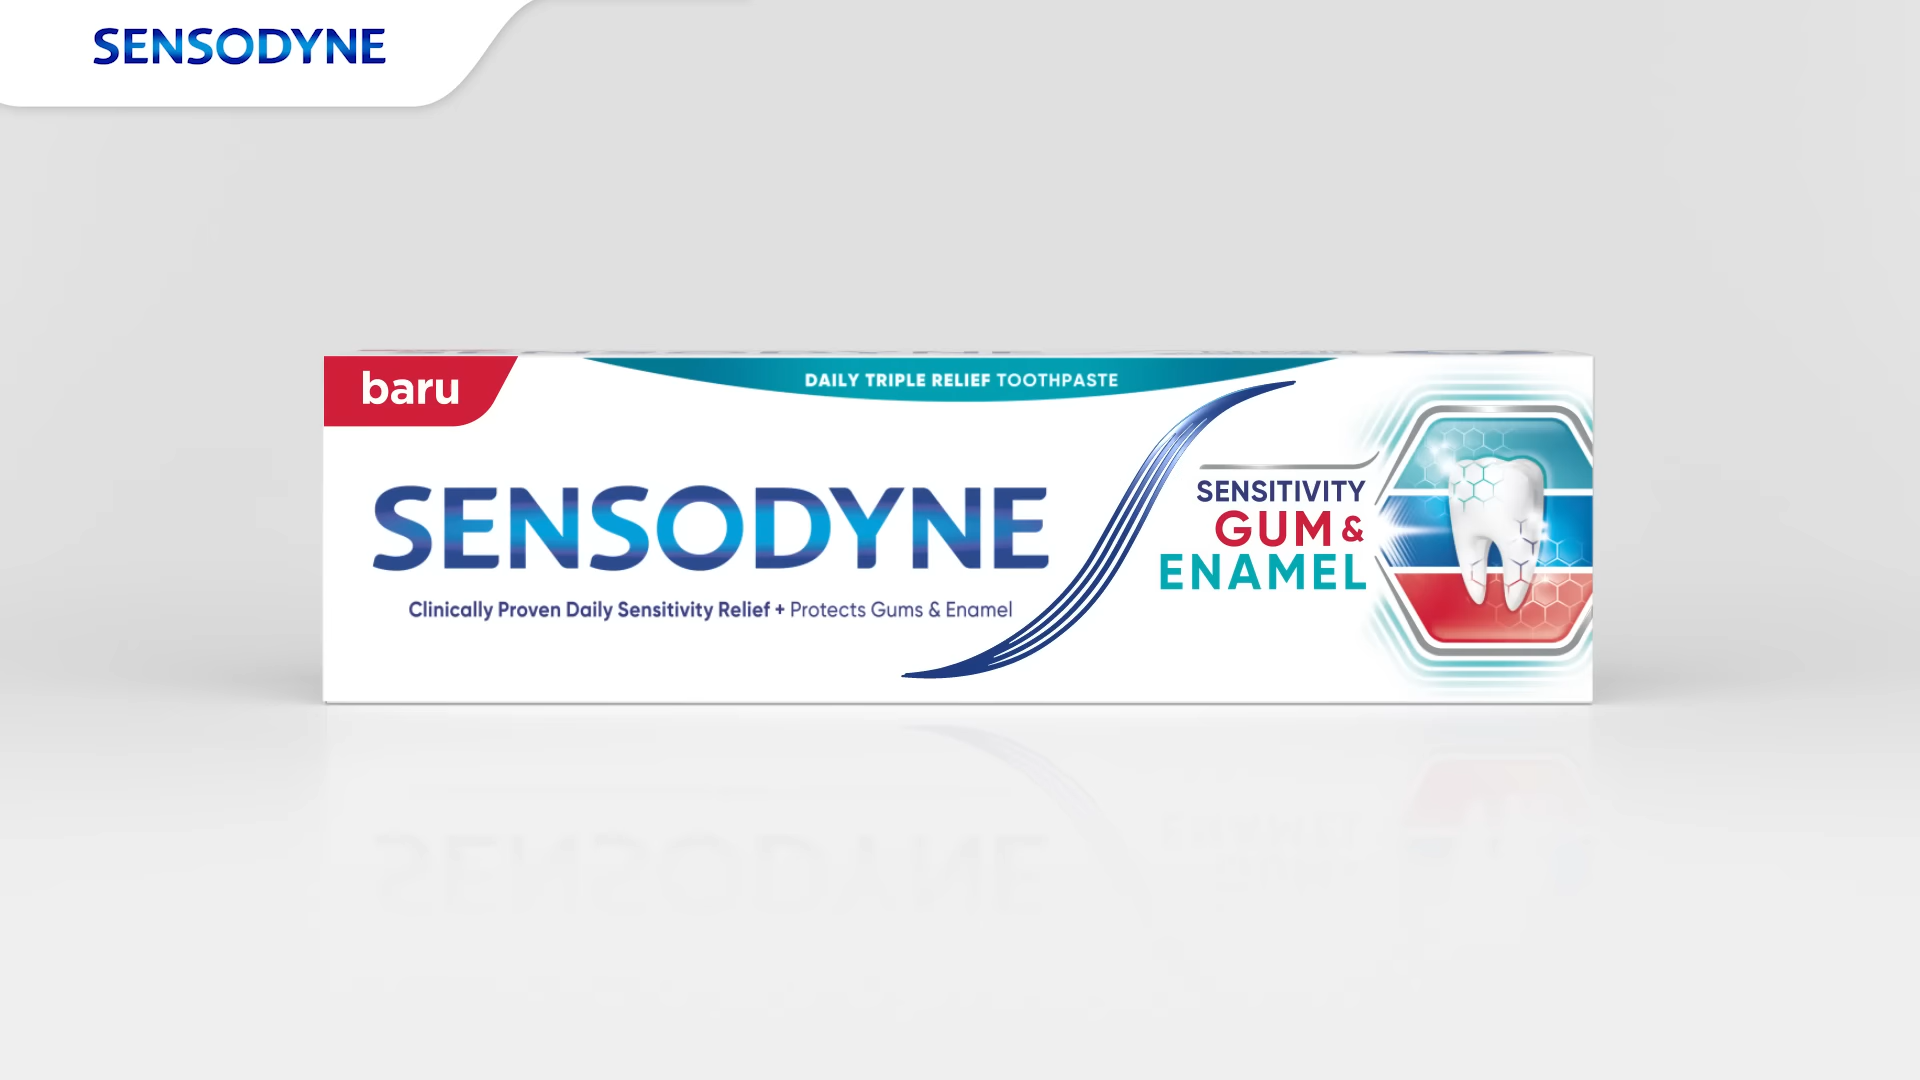 SENSODYNE
baru
DAILY TRIPLE RELIEF TOOTHPASTE
SENSODYNE
Clinically Proven Daily Sensitivity Relief + Protects Gums & Enamel
SENSITIVITY
GUM &
ENAMEL